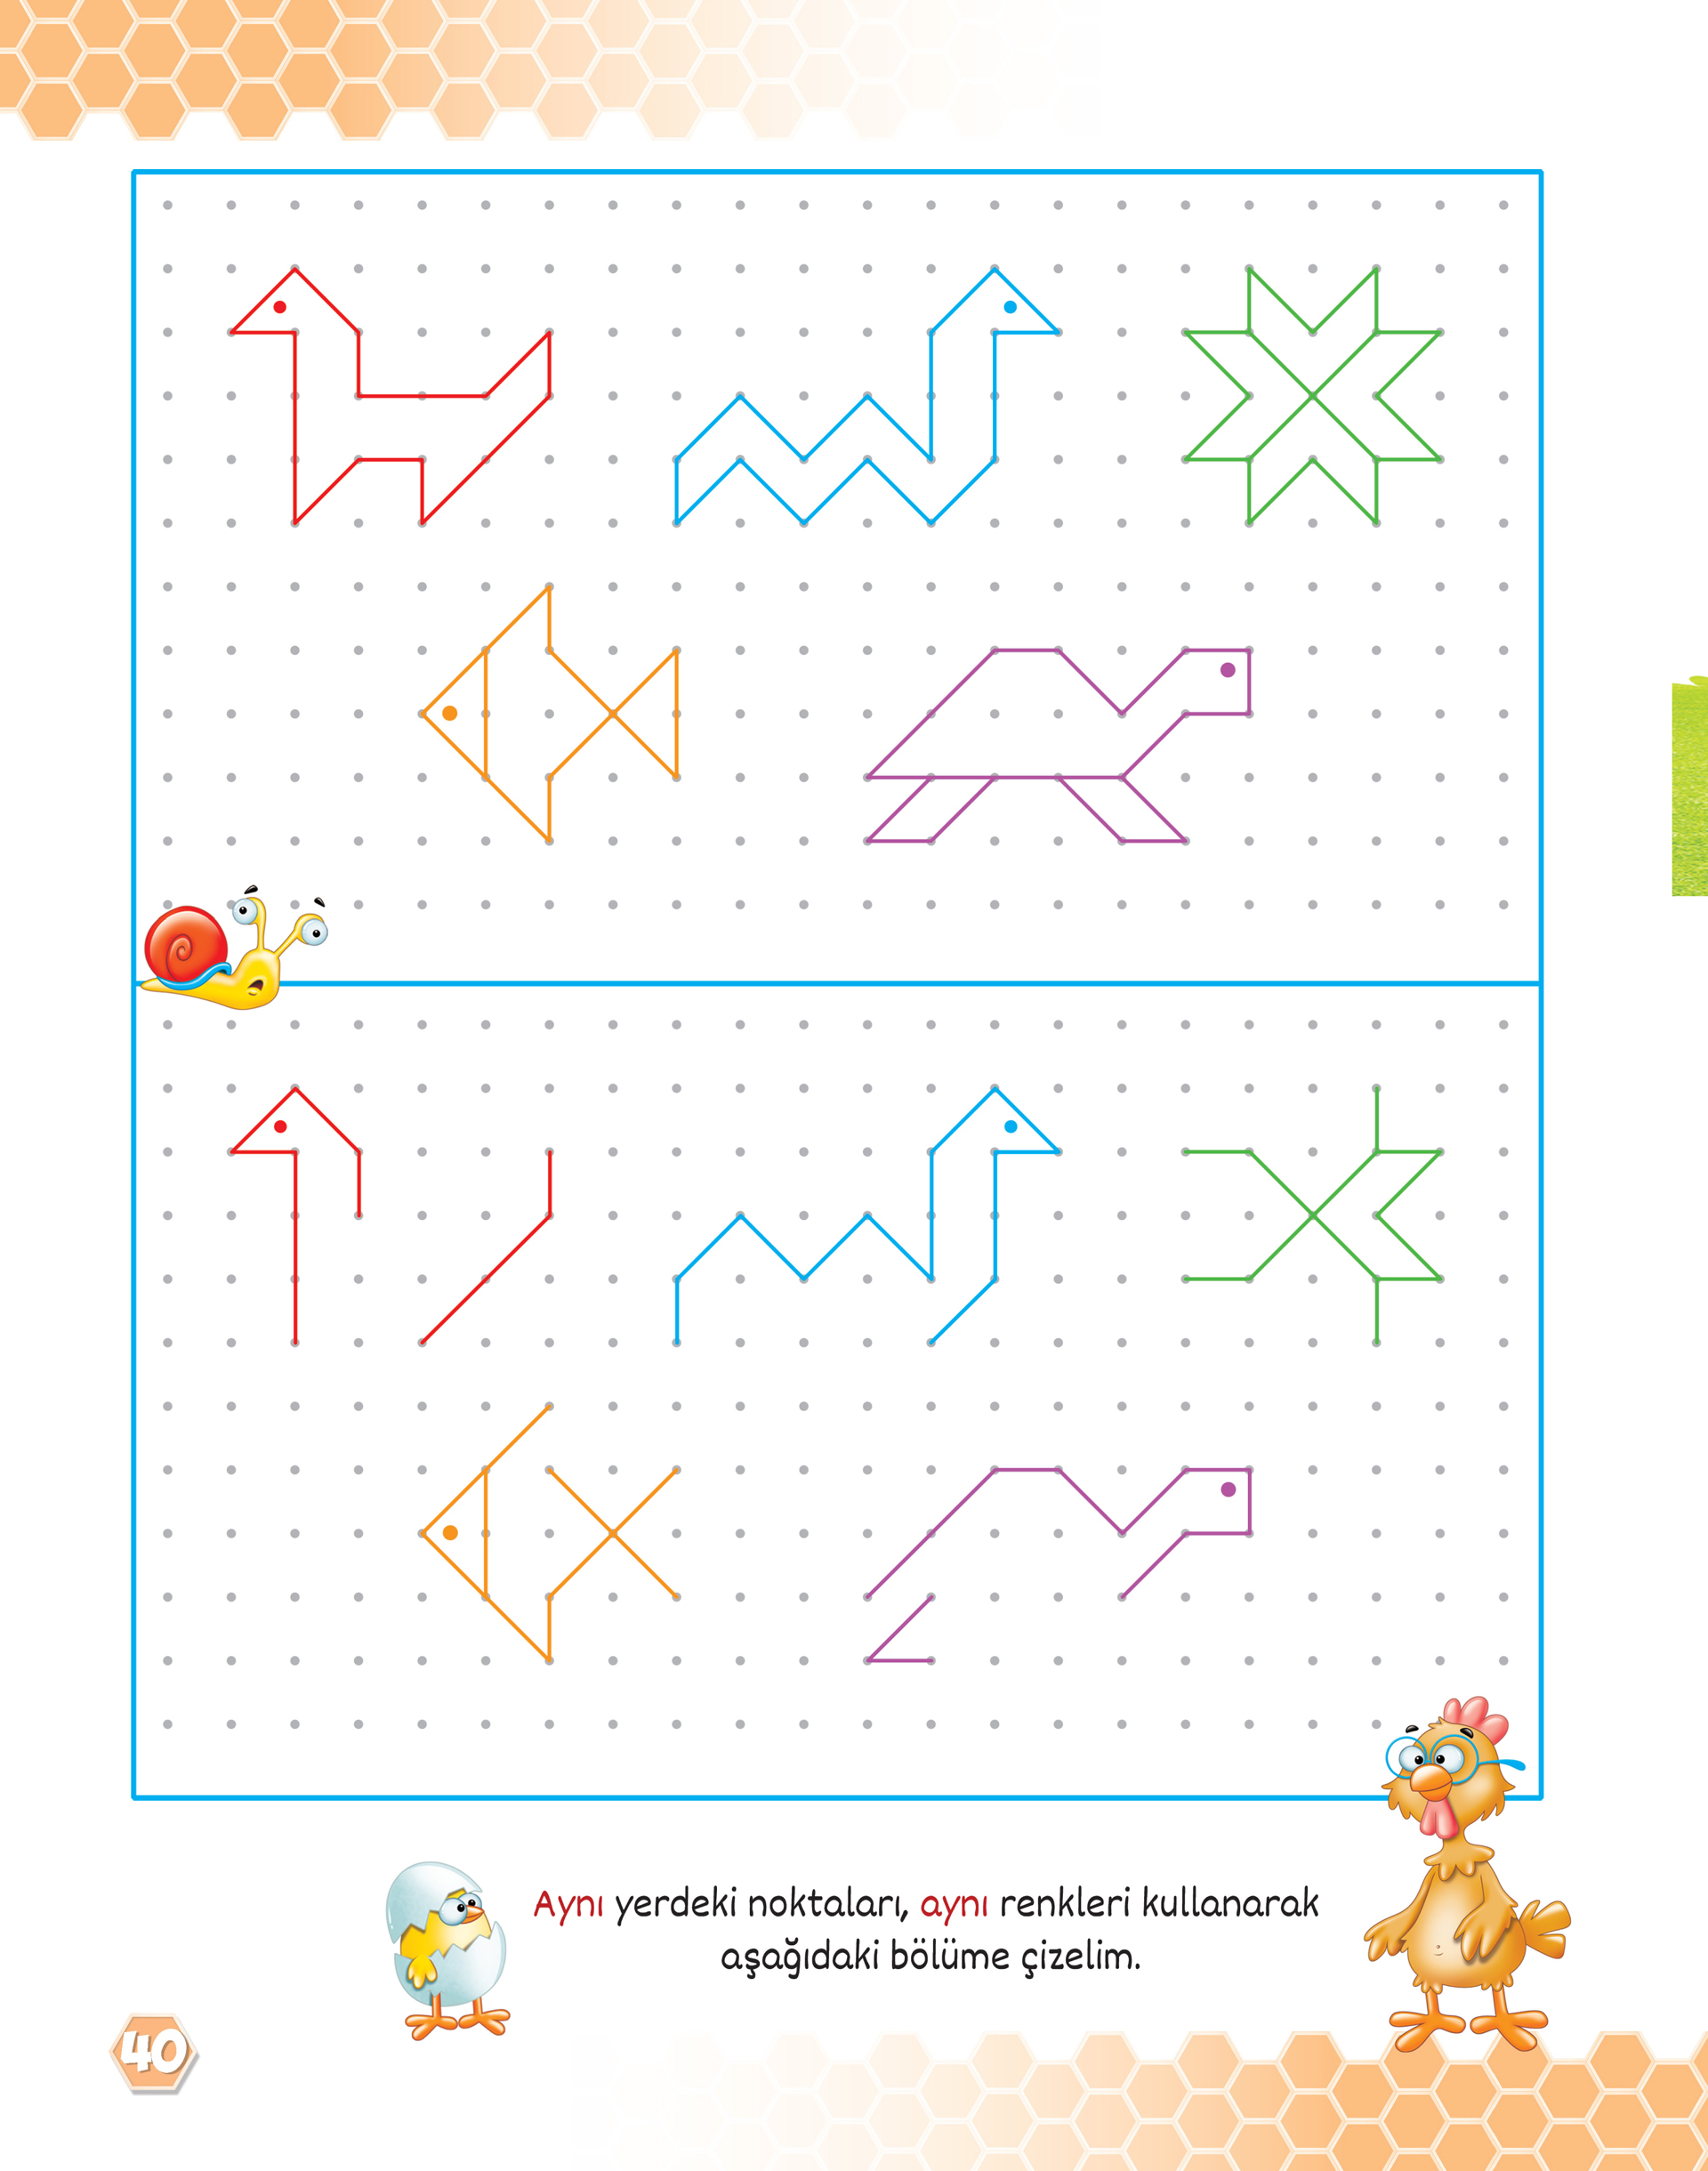 Aynı yerdeki noktaları, aynı renkleri kullanarak
aşağıdaki bölüme çizelim.
40